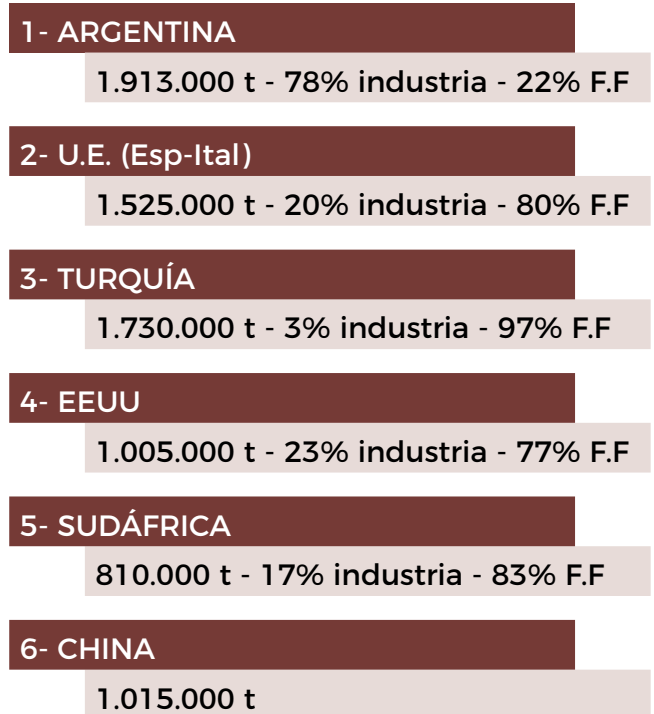 1- ARGENTINA
1.913.000 t - 78% industria - 22% F.F
2- U.E. (Esp-Ital)
1.525.000 t - 20% industria - 80% F.F
3- TURQUÍA
1.730.000 t - 3% industria - 97% F.F
4- EEUU
1.005.000 t - 23% industria - 77% F.F
5- SUDÁFRICA
810.000 t - 17% industria - 83% F.F
6- CHINA
1.015.000 t